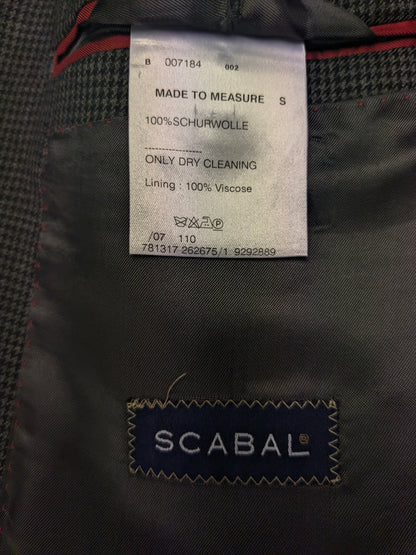 B 007184 002
MADE TO MEASURE S
100%SCHURWOLLE
ONLY DRY CLEANING
Lining : 100% Viscose
/07 110
781317 262675/1 9292889
SCABAL®